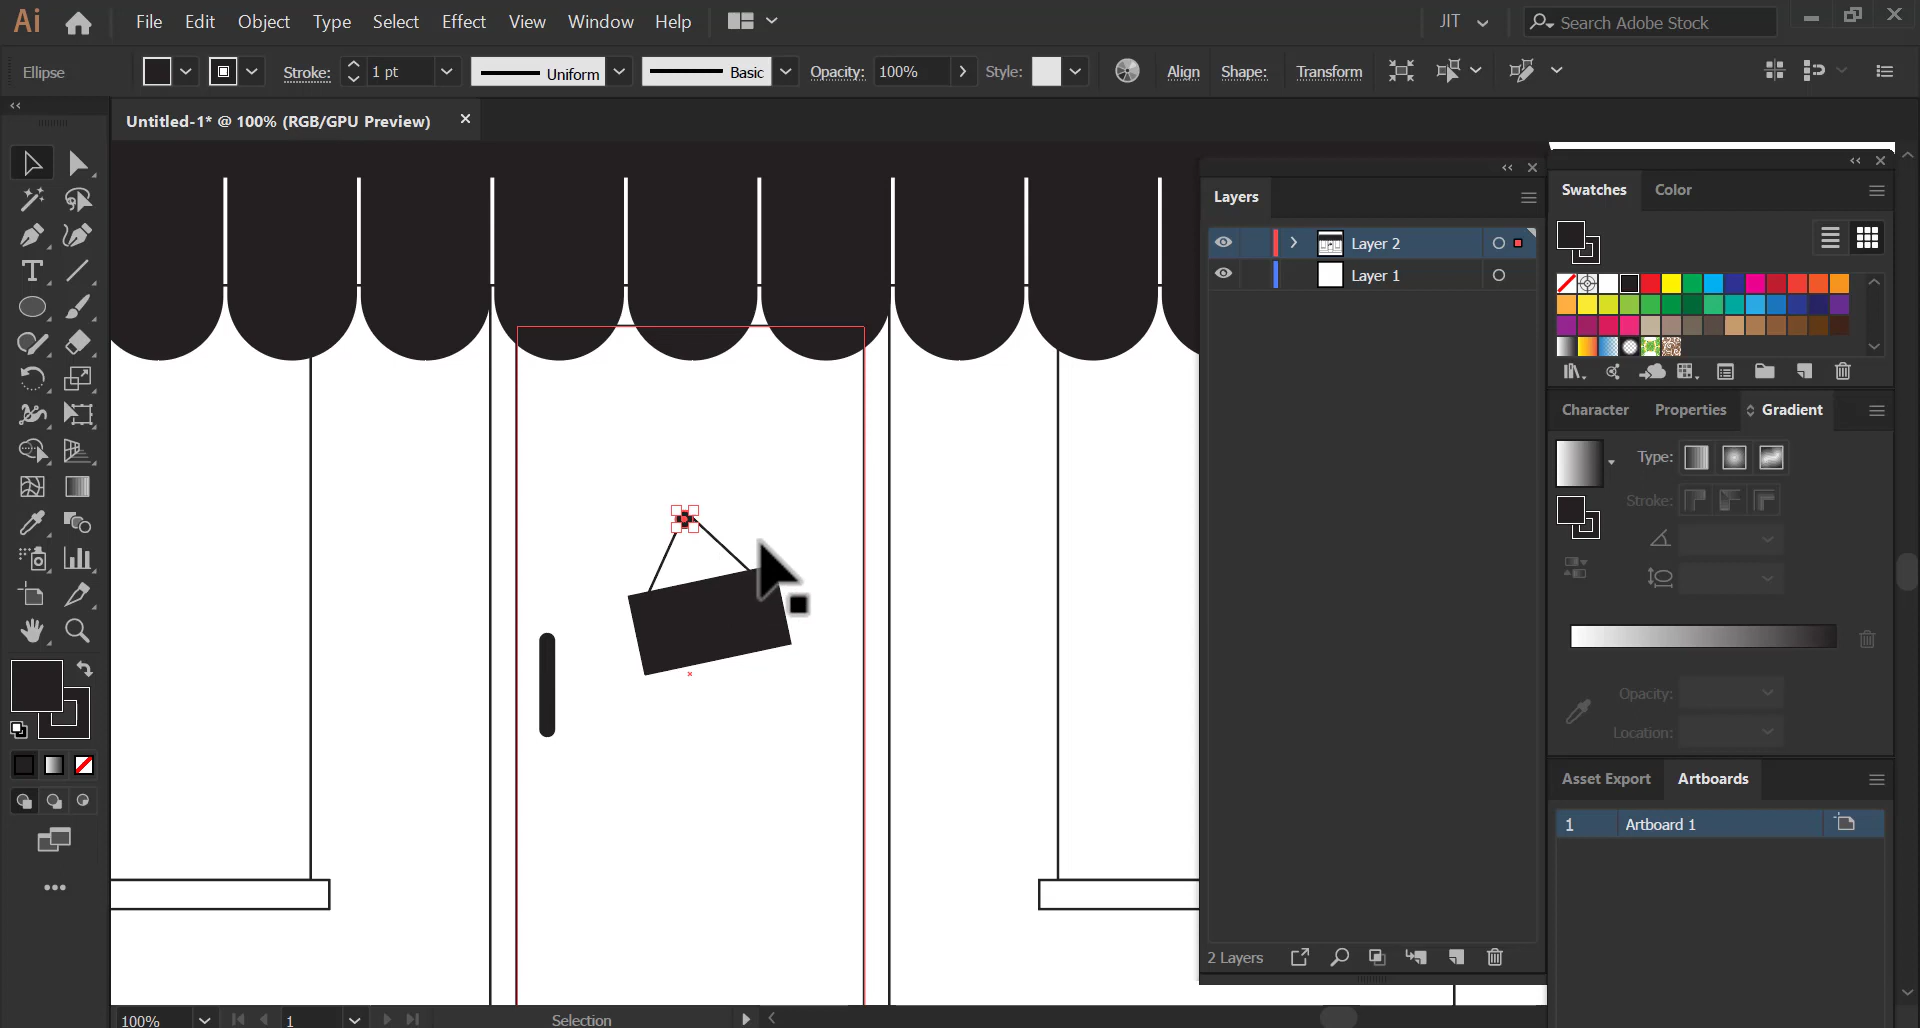 Ai File Edit Object Type Select Effect View Window Help JIT Search Adobe Stock
Ellipse Stroke: 1 pt Uniform Basic Opacity: 100% Style: Align Shape: Transform
Untitled-1* @ 100% (RGB/GPU Preview)
Layers
Layer 2
Layer 1
2 Layers
Swatches Color
Character Properties Gradient
Type:
Stroke:
Opacity:
Location:
Asset Export Artboards
1 Artboard 1
100% 1 Selection